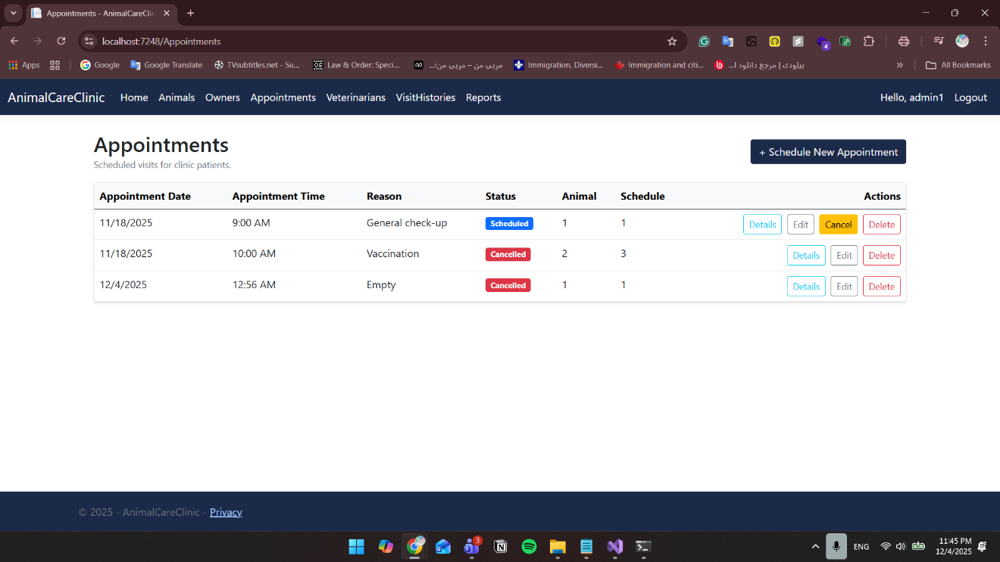 Appointments - AnimalCareClin
localhost:7248/Appointments
4
Apps
Google
Google Translate
TVsubtitles.net - Su...
Law & Order: Speci...
مربی من – مربی من!...
Immigration, Diversi...
Immigration and citi...
بیلودی | مرجع دانلود ا...
»
All Bookmarks
AnimalCareClinic Home Animals Owners Appointments Veterinarians VisitHistories Reports Hello, admin1 Logout
Appointments
Scheduled visits for clinic patients.
+ Schedule New Appointment
Appointment Date Appointment Time Reason Status Animal Schedule Actions
11/18/2025 9:00 AM General check-up Scheduled 1 1 Details Edit Cancel Delete
11/18/2025 10:00 AM Vaccination Cancelled 2 3 Details Edit Delete
12/4/2025 12:56 AM Empty Cancelled 1 1 Details Edit Delete
© 2025 - AnimalCareClinic - Privacy
3
ENG
11:45 PM
12/4/2025